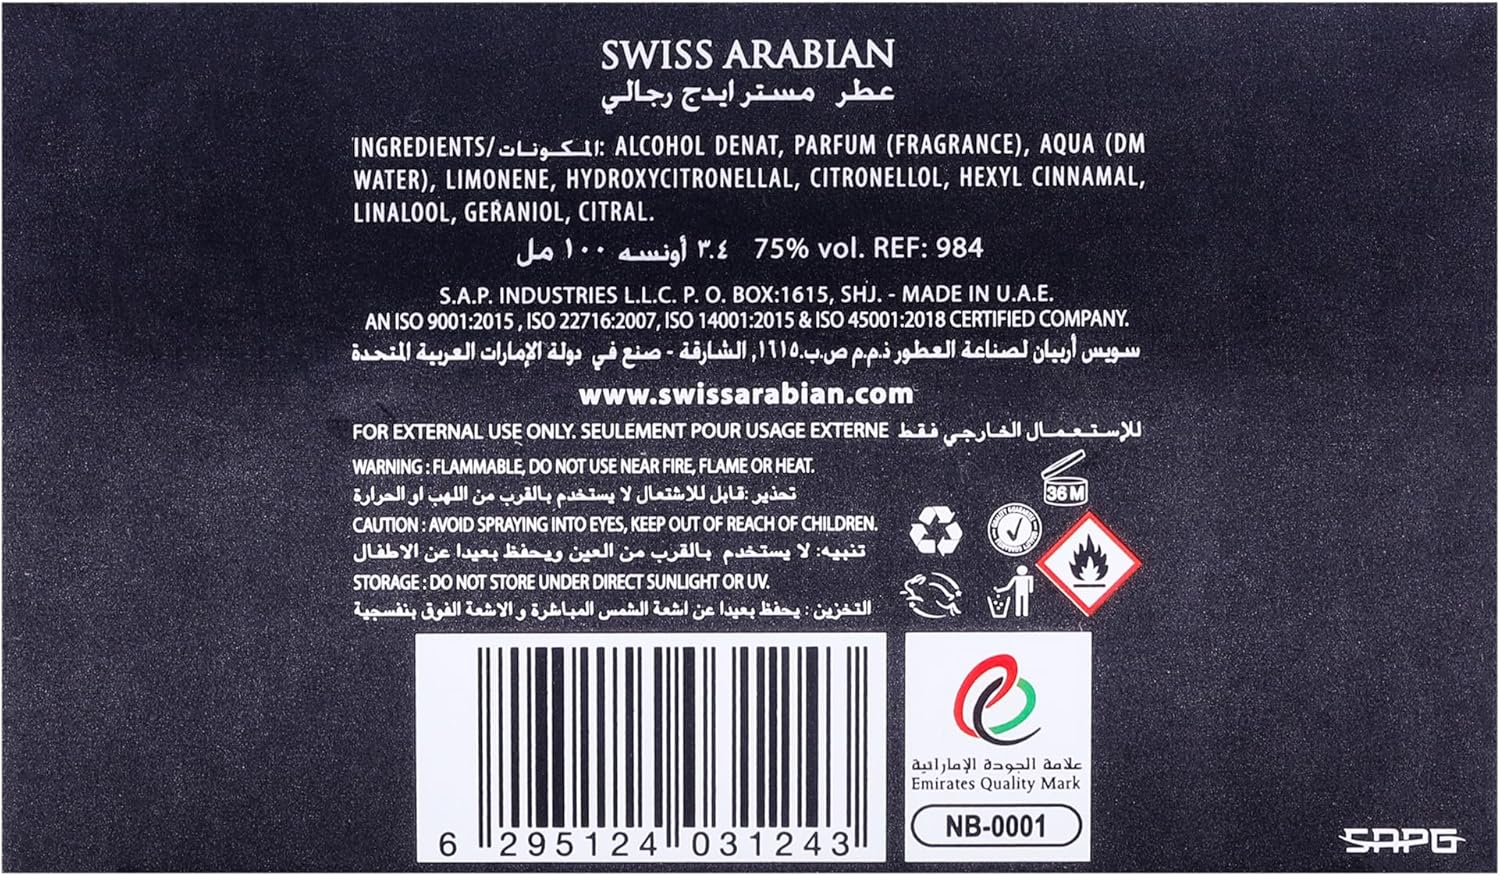 SWISS ARABIAN
عطر مستر ايدج رجالي
INGREDIENTS/المكونات: ALCOHOL DENAT, PARFUM (FRAGRANCE), AQUA (DM
WATER), LIMONENE, HYDROXYCITRONELLAL, CITRONELLOL, HEXYL CINNAMAL,
LINALOOL, GERANIOL, CITRAL.
٣.٤ أونسه ١٠٠ مل 75% vol. REF: 984
S.A.P. INDUSTRIES L.L.C. P. O. BOX:1615, SHJ. - MADE IN U.A.E.
AN ISO 9001:2015 , ISO 22716:2007, ISO 14001:2015 & ISO 45001:2018 CERTIFIED COMPANY.
سويس أربيان لصناعة العطور ذ.م.م ص.ب.١٦١٥, الشارقة - صنع في دولة الإمارات العربية المتحدة
www.swissarabian.com
FOR EXTERNAL USE ONLY. SEULEMENT POUR USAGE EXTERNE للإستعمال الخارجي فقط
WARNING : FLAMMABLE, DO NOT USE NEAR FIRE, FLAME OR HEAT.
تحذير :قابل للاشتعال لا يستخدم بالقرب من اللهب او الحرارة
CAUTION : AVOID SPRAYING INTO EYES, KEEP OUT OF REACH OF CHILDREN.
تنبيه: لا يستخدم بالقرب من العين ويحفظ بعيدا عن الاطفال
STORAGE : DO NOT STORE UNDER DIRECT SUNLIGHT OR UV.
التخزين : يحفظ بعيدا عن اشعة الشمس المباشرة و الاشعة الفوق بنفسجية
36 M
6 295124 031243
علامة الجودة الإماراتية
Emirates Quality Mark
NB-0001
SAPG